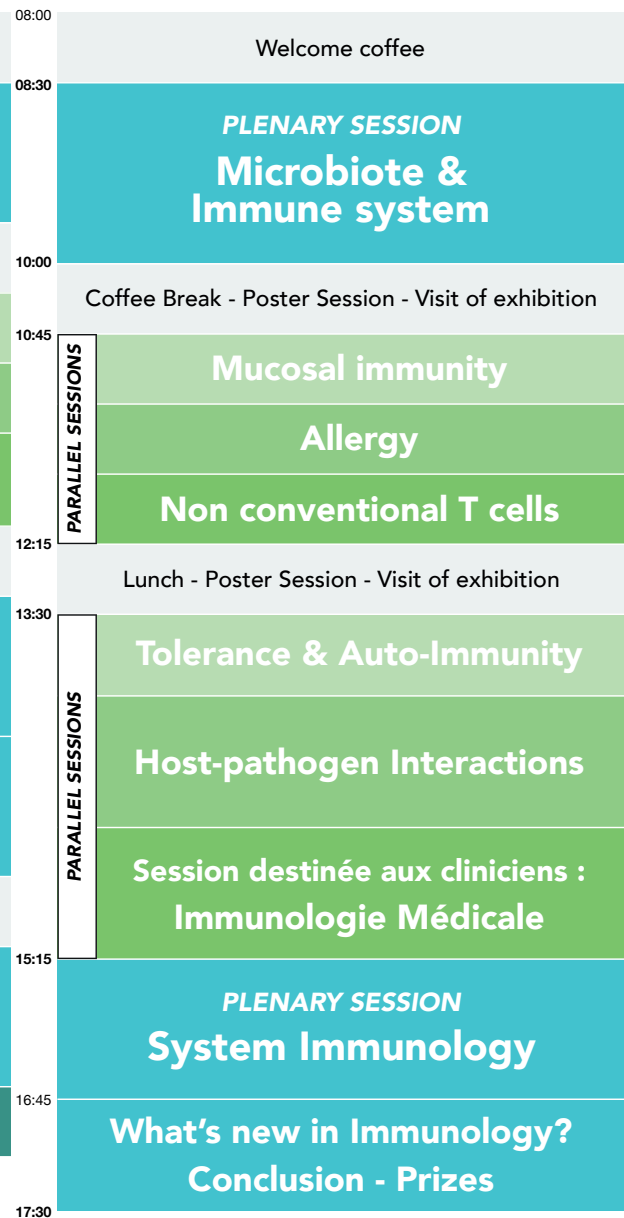 08:00
Welcome coffee
08:30
PLENARY SESSION
Microbiote &
Immune system
10:00
Coffee Break - Poster Session - Visit of exhibition
10:45
PARALLEL SESSIONS
Mucosal immunity
Allergy
Non conventional T cells
12:15
Lunch - Poster Session - Visit of exhibition
13:30
PARALLEL SESSIONS
Tolerance & Auto-Immunity
Host-pathogen Interactions
Session destinée aux cliniciens :
Immunologie Médicale
15:15
PLENARY SESSION
System Immunology
16:45
What's new in Immunology?
Conclusion - Prizes
17:30